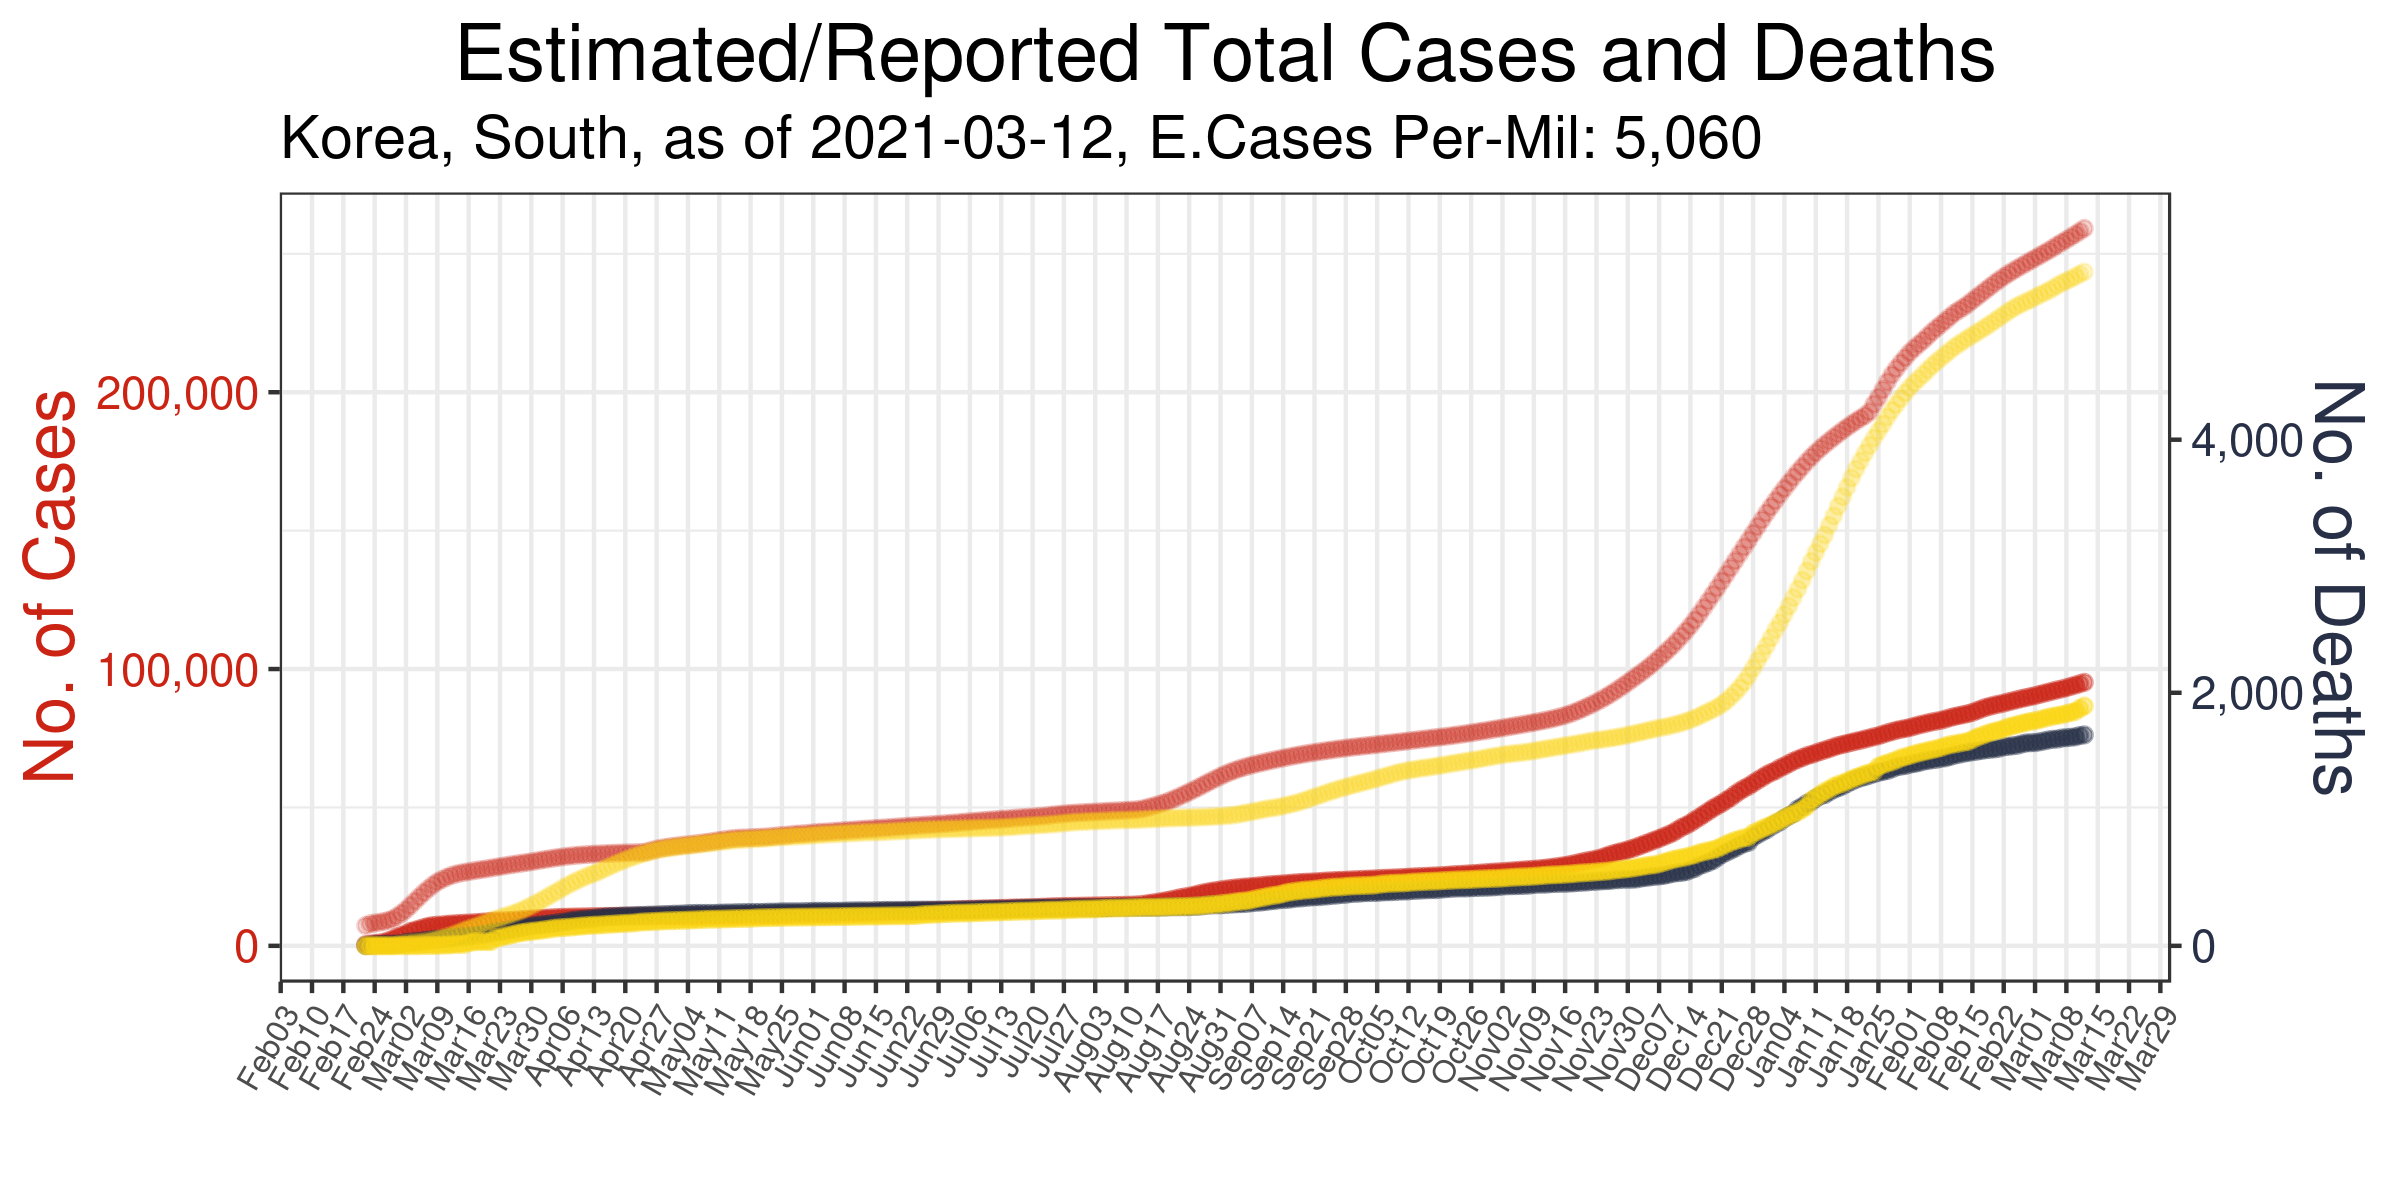 Estimated/Reported Total Cases and Deaths
Korea, South, as of 2021-03-12, E.Cases Per-Mil: 5,060
No. of Cases
200,000
100,000
0
4,000
2,000
0
No. of Deaths
Feb03
Feb10
Feb17
Feb24
Mar02
Mar09
Mar16
Mar23
Mar30
Apr06
Apr13
Apr20
Apr27
May04
May11
May18
May25
Jun01
Jun08
Jun15
Jun22
Jun29
Jul06
Jul13
Jul20
Jul27
Aug03
Aug10
Aug17
Aug24
Aug31
Sep07
Sep14
Sep21
Sep28
Oct05
Oct12
Oct19
Oct26
Nov02
Nov09
Nov16
Nov23
Nov30
Dec07
Dec14
Dec21
Dec28
Jan04
Jan11
Jan18
Jan25
Feb01
Feb08
Feb15
Feb22
Mar01
Mar08
Mar15
Mar22
Mar29